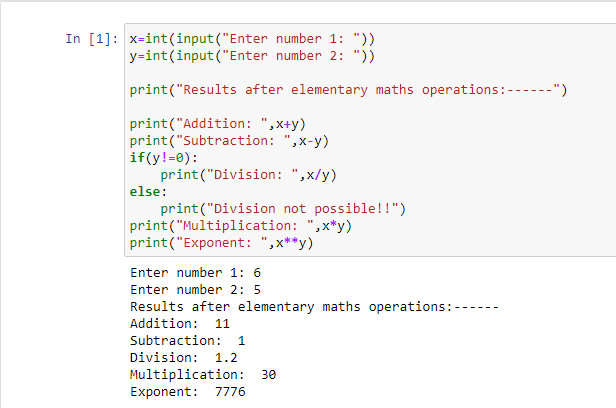 In [1]: x=int(input("Enter number 1: "))
y=int(input("Enter number 2: "))
print("Results after elementary maths operations:------")
print("Addition: ",x+y)
print("Subtraction: ",x-y)
if(y!=0):
    print("Division: ",x/y)
else:
    print("Division not possible!!")
print("Multiplication: ",x*y)
print("Exponent: ",x**y)
Enter number 1: 6
Enter number 2: 5
Results after elementary maths operations:------
Addition:  11
Subtraction:  1
Division:  1.2
Multiplication:  30
Exponent:  7776